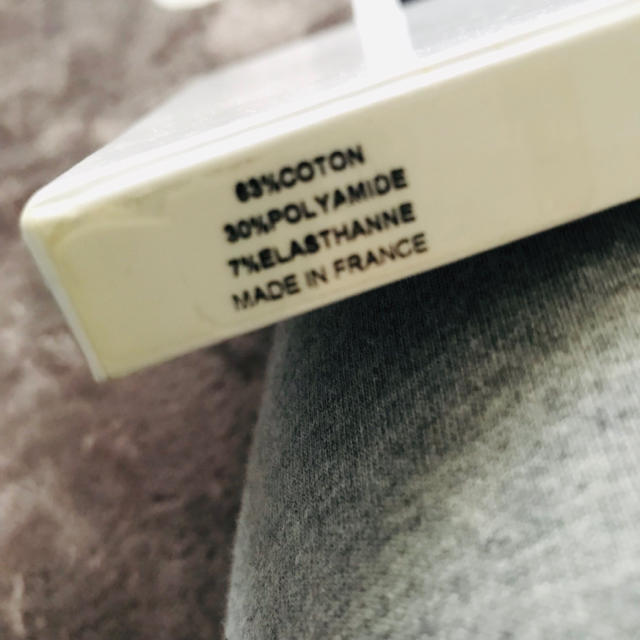 63%COTON
30%POLYAMIDE
7%ELASTHANNE
MADE IN FRANCE